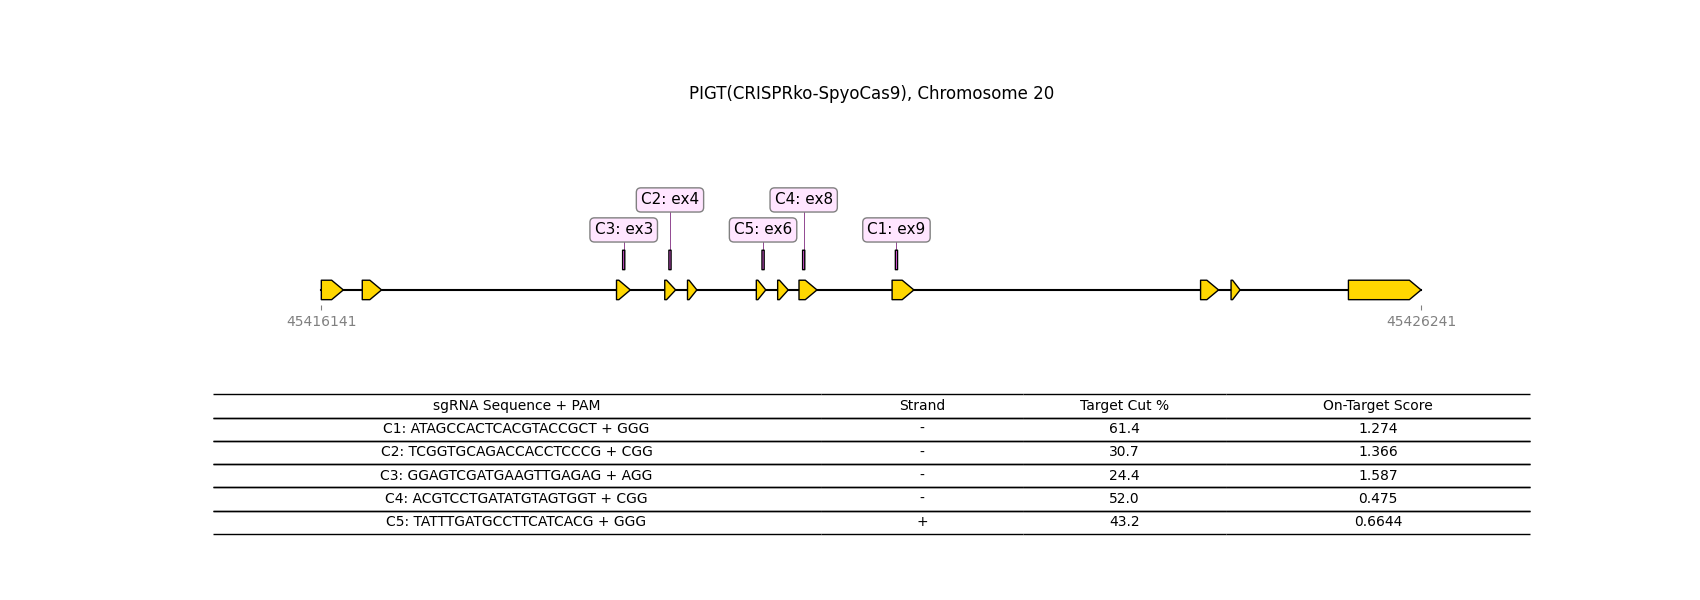 PIGT(CRISPRko-SpyoCas9), Chromosome 20
C2: ex4 C4: ex8
C3: ex3 C5: ex6 C1: ex9
45416141 45426241
sgRNA Sequence + PAM Strand Target Cut % On-Target Score
C1: ATAGCCACTCACGTACCGCT + GGG - 61.4 1.274
C2: TCGGTGCAGACCACCTCCCG + CGG - 30.7 1.366
C3: GGAGTCGATGAAGTTGAGAG + AGG - 24.4 1.587
C4: ACGTCCTGATATGTAGTGGT + CGG - 52.0 0.475
C5: TATTTGATGCCTTCATCACG + GGG + 43.2 0.6644